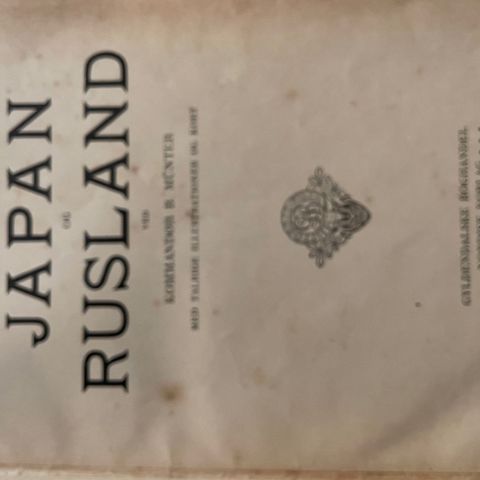 JAPAN
OG
RUSLAND
VED
KOMMANDØR B. MÜNTER
MED TALRIGE ILLUSTRATIONER OG KORT
GYLDENDALSKE BOGHANDEL